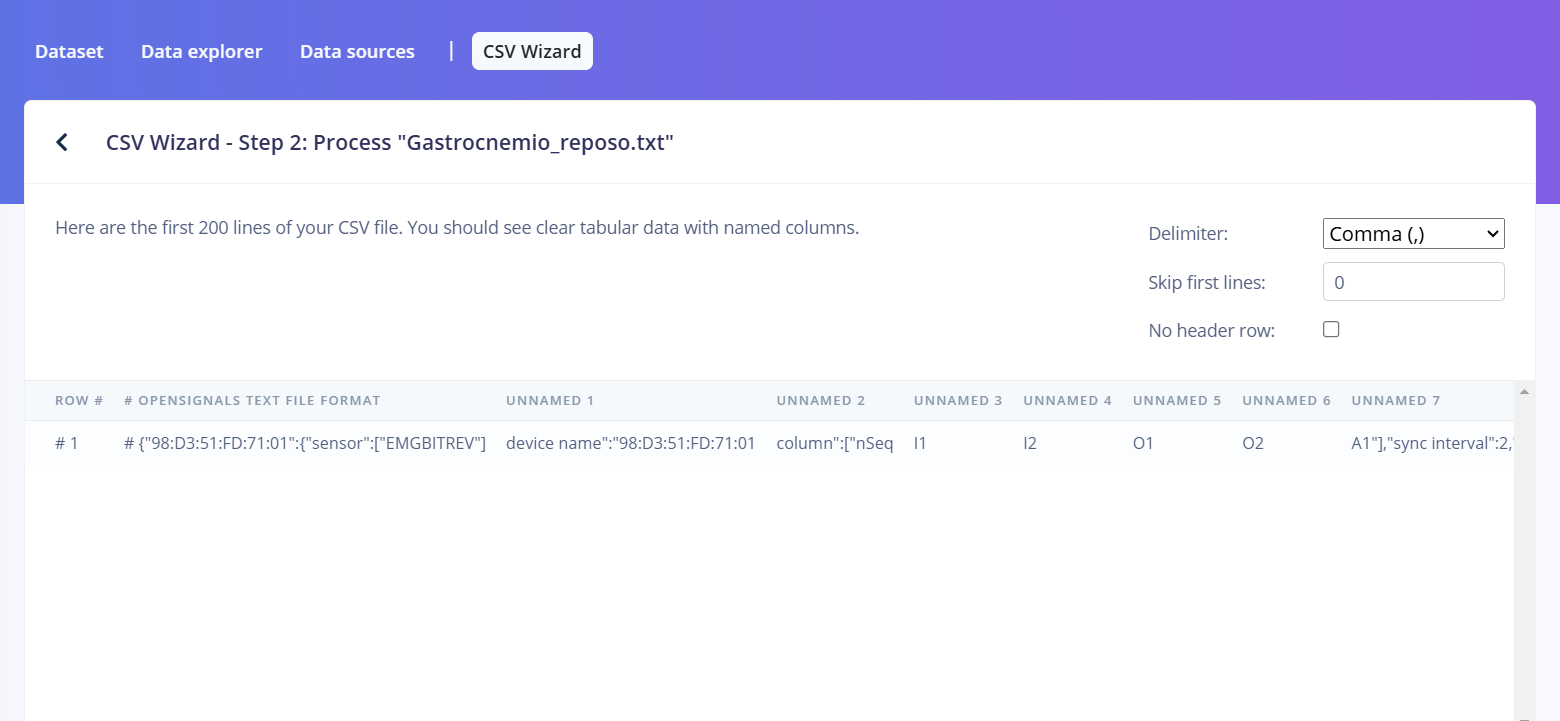 Dataset Data explorer Data sources | CSV Wizard
CSV Wizard - Step 2: Process "Gastrocnemio_reposo.txt"
Here are the first 200 lines of your CSV file. You should see clear tabular data with named columns.
Delimiter: Comma (,)
Skip first lines: 0
No header row:
ROW # # OPENSIGNALS TEXT FILE FORMAT UNNAMED 1 UNNAMED 2 UNNAMED 3 UNNAMED 4 UNNAMED 5 UNNAMED 6 UNNAMED 7
# 1 # {"98:D3:51:FD:71:01":{"sensor":["EMGBITREV"] device name":"98:D3:51:FD:71:01 column":["nSeq I1 I2 O1 O2 A1"],"sync interval":2,"